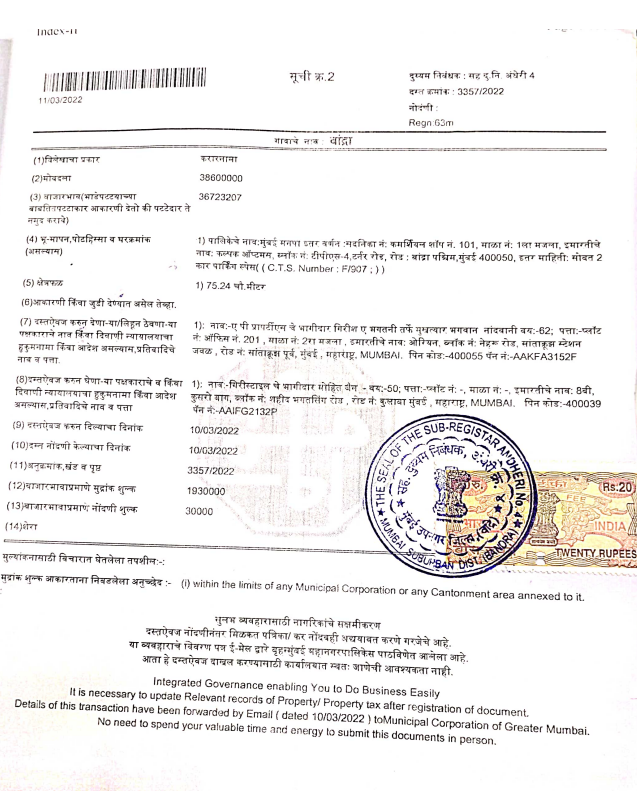 Index-II
11/03/2022
सूची क्र.2
दुय्यम निबंधक : सह दु.नि. अंधेरी 4
दस्त क्रमांक : 3357/2022
नोदंणी :
Regn:63m
गावाचे नाव : वांद्रा
(1)विलेखाचा प्रकार करारनामा
(2)मोबदला 38600000
(3) बाजारभाव(भाडेपटटयाच्या 36723207
बाबतितपटटाकार आकारणी देतो की पटटेदार ते
नमुद करावे)
(4) भू-मापन,पोटहिस्सा व घरक्रमांक
(असल्यास)
1) पालिकेचे नाव:मुंबई मनपा इतर वर्णन :सदनिका नं: कमर्शियल शॉप नं. 101, माळा नं: 1ला मजला, इमारतीचे
नाव: कल्पक ऑप्टमस, ब्लॉक नं: टीपीएस-4,टर्नर रोड, रोड : वांद्रा पश्चिम,मुंबई 400050, इतर माहिती: सोबत 2
कार पार्किंग स्पेस( ( C.T.S. Number : F/907 ; ) )
(5) क्षेत्रफळ 1) 75.24 चौ.मीटर
(6)आकारणी किंवा जुडी देण्यात असेल तेव्हा.
(7) दस्तऐवज करुन देणा-या/लिहून ठेवणा-या
पक्षकाराचे नाव किंवा दिवाणी न्यायालयाचा
हुकुमनामा किंवा आदेश असल्यास,प्रतिवादिचे
नाव व पत्ता.
1): नाव:-ए पी प्रापर्टीएम चे भागीदार गिरीश ए भगतनी तर्फे मुखत्यार भगवान नांदवानी वय:-62; पत्ता:-प्लॉट
नं: ऑफिस नं. 201 , माळा नं: 2रा मजला , इमारतीचे नाव: ओरियन, ब्लॉक नं: नेहरू रोड, सांताक्रूझ स्टेशन
जवळ , रोड नं: सांताक्रूझ पूर्व, मुंबई , महाराष्ट्र, MUMBAI. पिन कोड:-400055 पॅन नं:-AAKFA3152F
(8)दस्तऐवज करुन घेणा-या पक्षकाराचे व किंवा
दिवाणी न्यायालयाचा हुकुमनामा किंवा आदेश
असल्यास,प्रतिवादिचे नाव व पत्ता
1): नाव:-मिरीस्टाइल चे भागीदार मोहित जैन - वय:-50; पत्ता:-प्लॉट नं: -, माळा नं: -, इमारतीचे नाव: 8बी,
दुसरो बाग, ब्लॉक नं: शहीद भगतसिंग रोड , रोड नं: कुलाबा मुंबई , महाराष्ट्र, MUMBAI. पिन कोड:-400039
पॅन नं:-AAIFG2132P
(9) दस्तऐवज करुन दिल्याचा दिनांक 10/03/2022
(10)दस्त नोंदणी केल्याचा दिनांक 10/03/2022
(11)अनुक्रमांक,खंड व पृष्ठ 3357/2022
(12)बाजारभावाप्रमाणे मुद्रांक शुल्क 1930000
(13)बाजारभावाप्रमाणे नोंदणी शुल्क 30000
(14)शेरा
THE SEAL OF THE SUB-REGISTRAR ANDHERI NO. 4
MUMBAI SUBURBAN DIST. (BANDRA)
सह. दुय्यम निबंधक, अंधेरी
मुंबई उपनगर जिल्हा (वांद्रे)
Rs.20
INDIA
TWENTY RUPEES
मुल्यांकनासाठी विचारात घेतलेला तपशील:-:
मुद्रांक शुल्क आकारताना निवडलेला अनुच्छेद :- (i) within the limits of any Municipal Corporation or any Cantonment area annexed to it.
सुलभ व्यवहारासाठी नागरिकांचे सक्षमीकरण
दस्तऐवज नोंदणीनंतर मिळकत पत्रिका/ कर नोंदवही अद्ययावत करणे गरजेचे आहे.
या व्यवहाराचे विवरण पत्र ई-मेल द्वारे बृहन्मुंबई महानगरपालिकेस पाठविणेत आलेला आहे.
आता हे दस्तऐवज दाखल करण्यासाठी कार्यालयात स्वतः जाणेची आवश्यकता नाही.
Integrated Governance enabling You to Do Business Easily
It is necessary to update Relevant records of Property/ Property tax after registration of document.
Details of this transaction have been forwarded by Email ( dated 10/03/2022 ) toMunicipal Corporation of Greater Mumbai.
No need to spend your valuable time and energy to submit this documents in person.